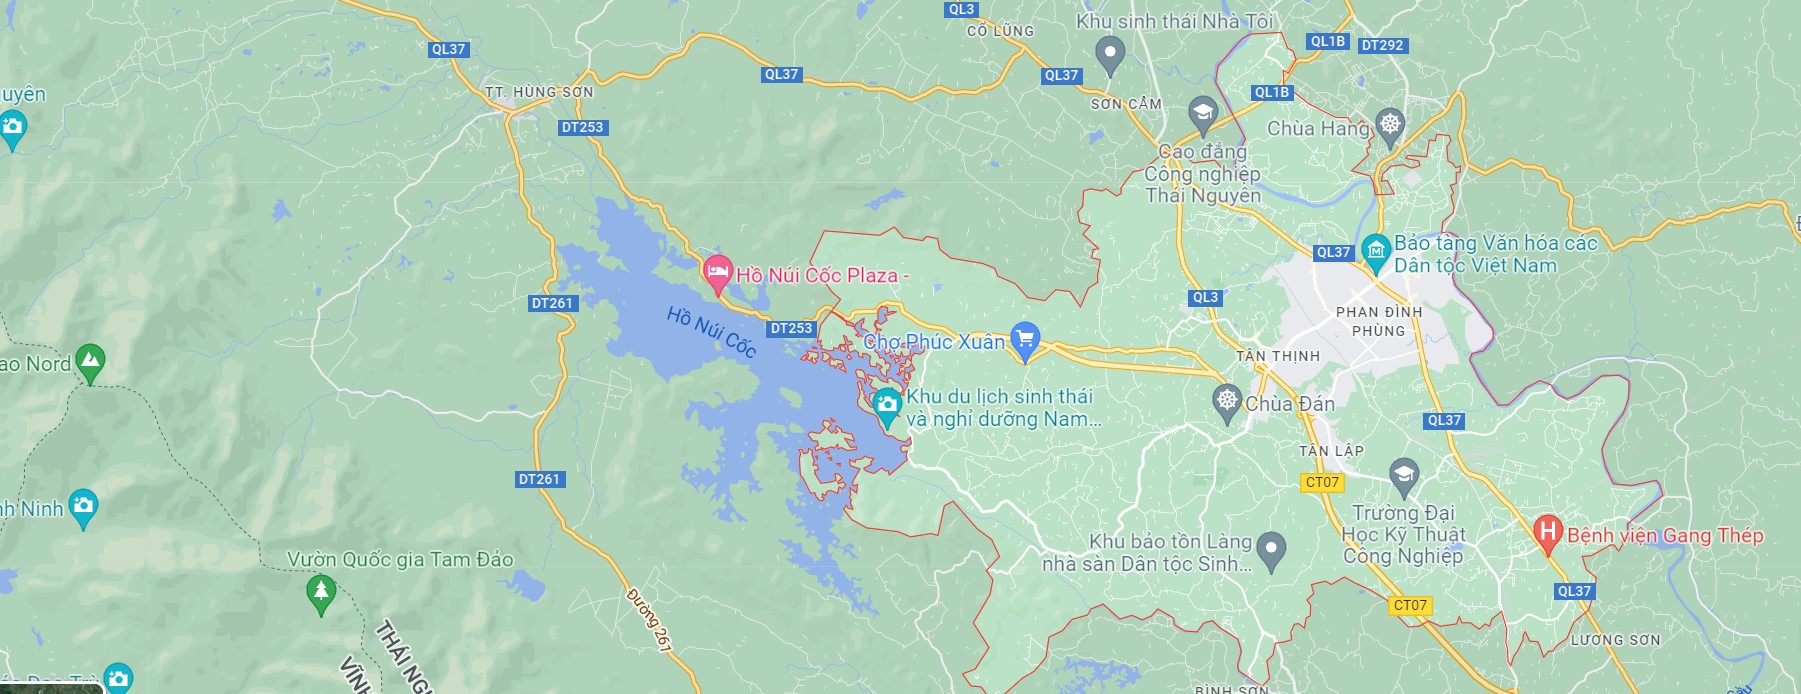 QL3
Khu sinh thái Nhà Tôi
CỔ LŨNG
QL37
QL1B
DT292
QL37
QL37
TT. HÙNG SƠN
QL1B
uyên
SƠN CẨM
DT253
Chùa Hang
Cao đẳng
Công nghiệp
Thái Nguyên
Bảo tàng Văn hóa các
Dân tộc Việt Nam
QL37
Hồ Núi Cốc Plaza -
DT261
QL3
Hồ Núi Cốc
DT253
PHAN ĐÌNH
PHÙNG
Chợ Phúc Xuân
TÂN THỊNH
ao Nord
Khu du lịch sinh thái
và nghỉ dưỡng Nam...
Chùa Đán
QL37
TÂN LẬP
DT261
CT07
nh Ninh
Trường Đại
Học Kỹ Thuật
Công Nghiệp
Khu bảo tồn Làng
nhà sàn Dân tộc Sinh...
Bệnh viện Gang Thép
Vườn Quốc gia Tam Đảo
QL37
Đường 261
CT07
THÁI NG
VĨNH
LƯƠNG SƠN
BÌNH SƠN
Cầu